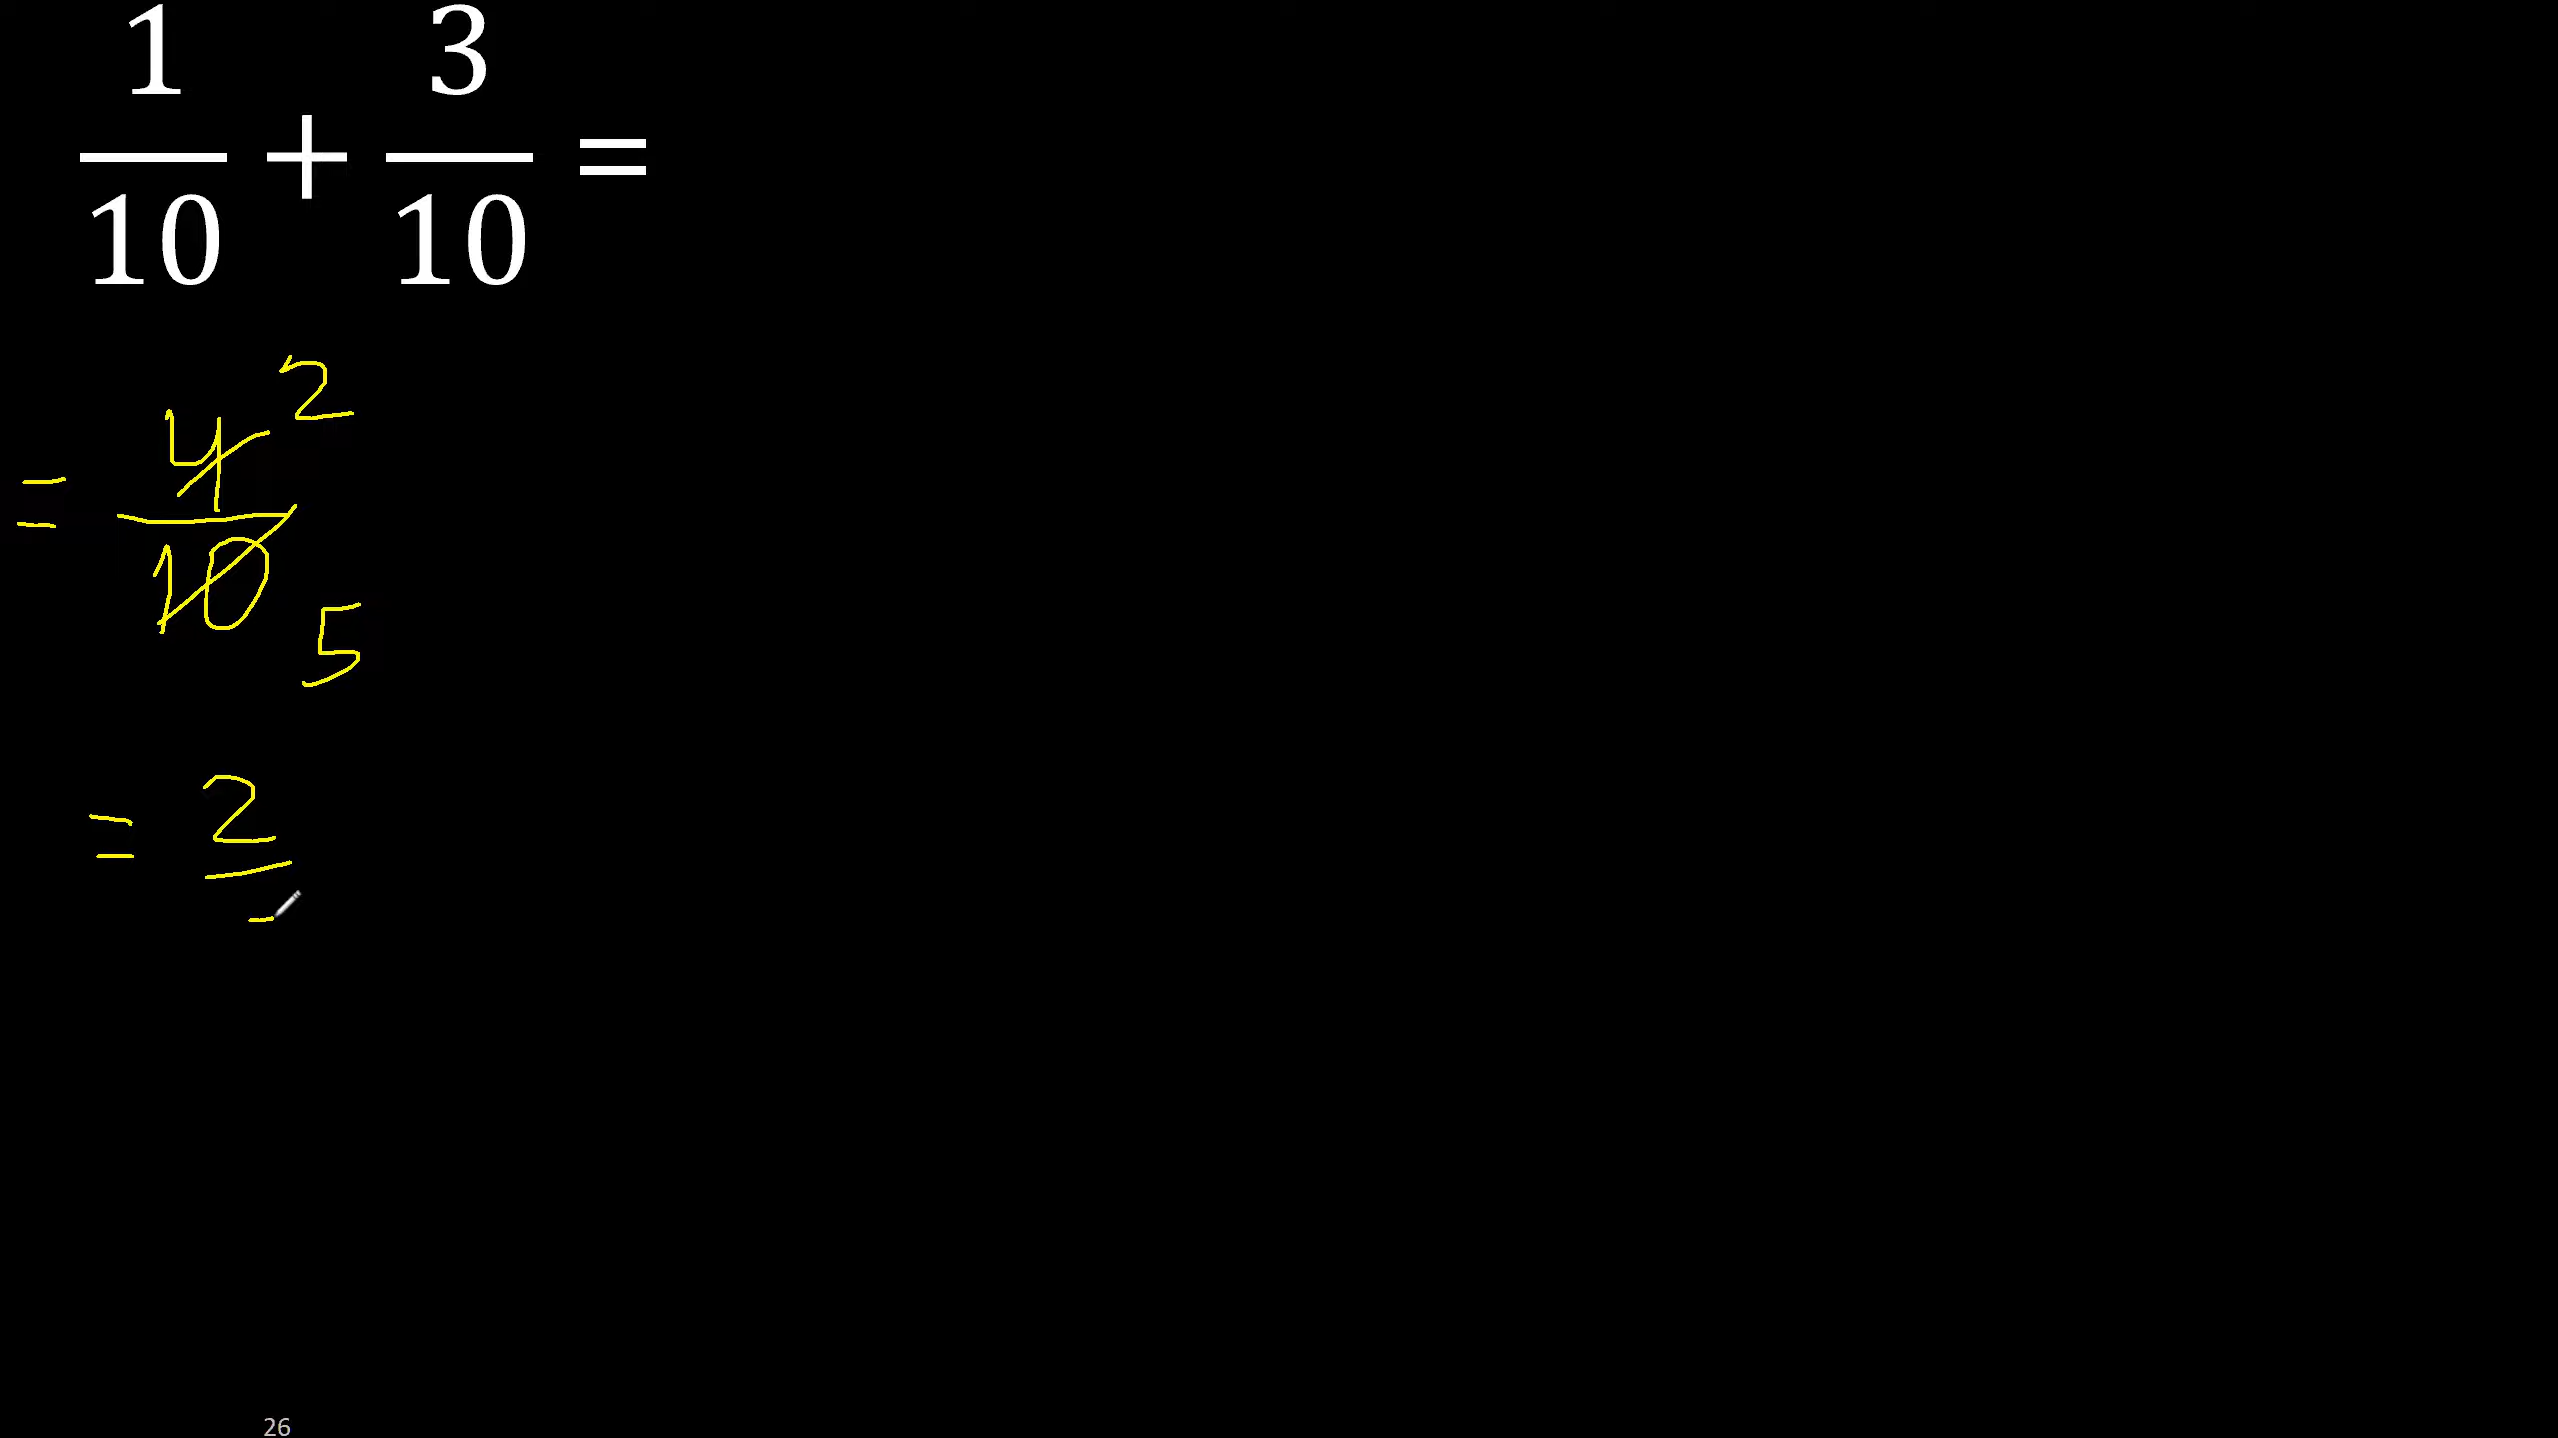 1/10 + 3/10 =
= 4/10 2 5
= 2/
26